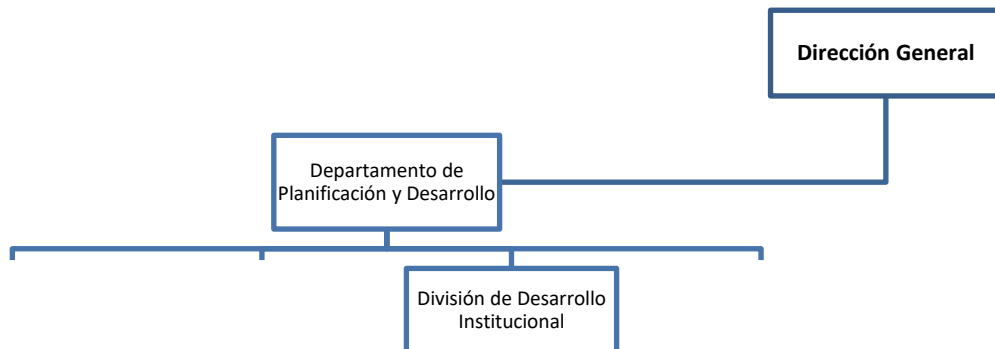 Dirección General
Departamento de
Planificación y Desarrollo
División de Desarrollo
Institucional